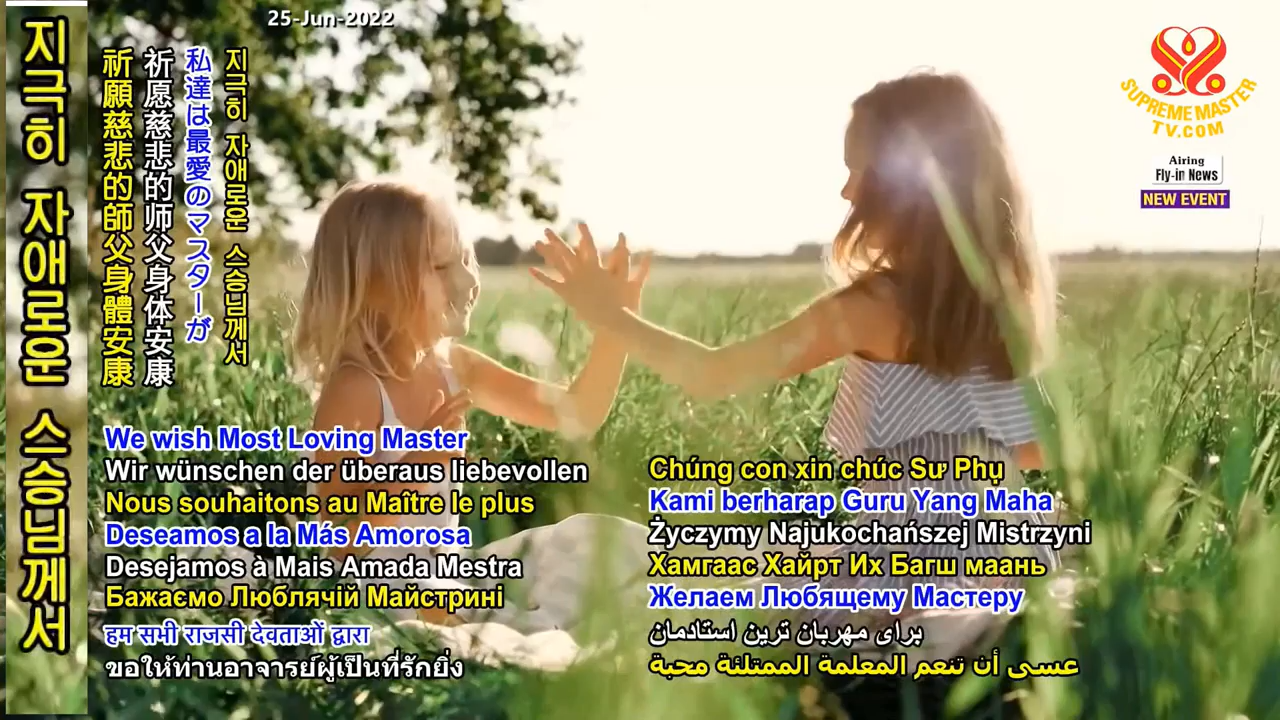 25-Jun-2022
지극히 자애로운 스승님께서
祈願慈悲的師父身體安康
祈愿慈悲的师父身体安康
私達は最愛のマスターが
지극히 자애로운 스승님께서
SUPREME MASTER
TV.COM
Airing
Fly-in News
NEW EVENT
We wish Most Loving Master
Wir wünschen der überaus liebevollen
Nous souhaitons au Maître le plus
Deseamos a la Más Amorosa
Desejamos à Mais Amada Mestra
Бажаємо Люблячій Майстрині
हम सभी राजसी देवताओं द्वारा
ขอให้ท่านอาจารย์ผู้เป็นที่รักยิ่ง
Chúng con xin chúc Sư Phụ
Kami berharap Guru Yang Maha
Życzymy Najukochańszej Mistrzyni
Хамгаас Хайрт Их Багш маань
Желаем Любящему Мастеру
برای مهربان ترین استادمان
عسى أن تنعم المعلمة الممتلئة محبة